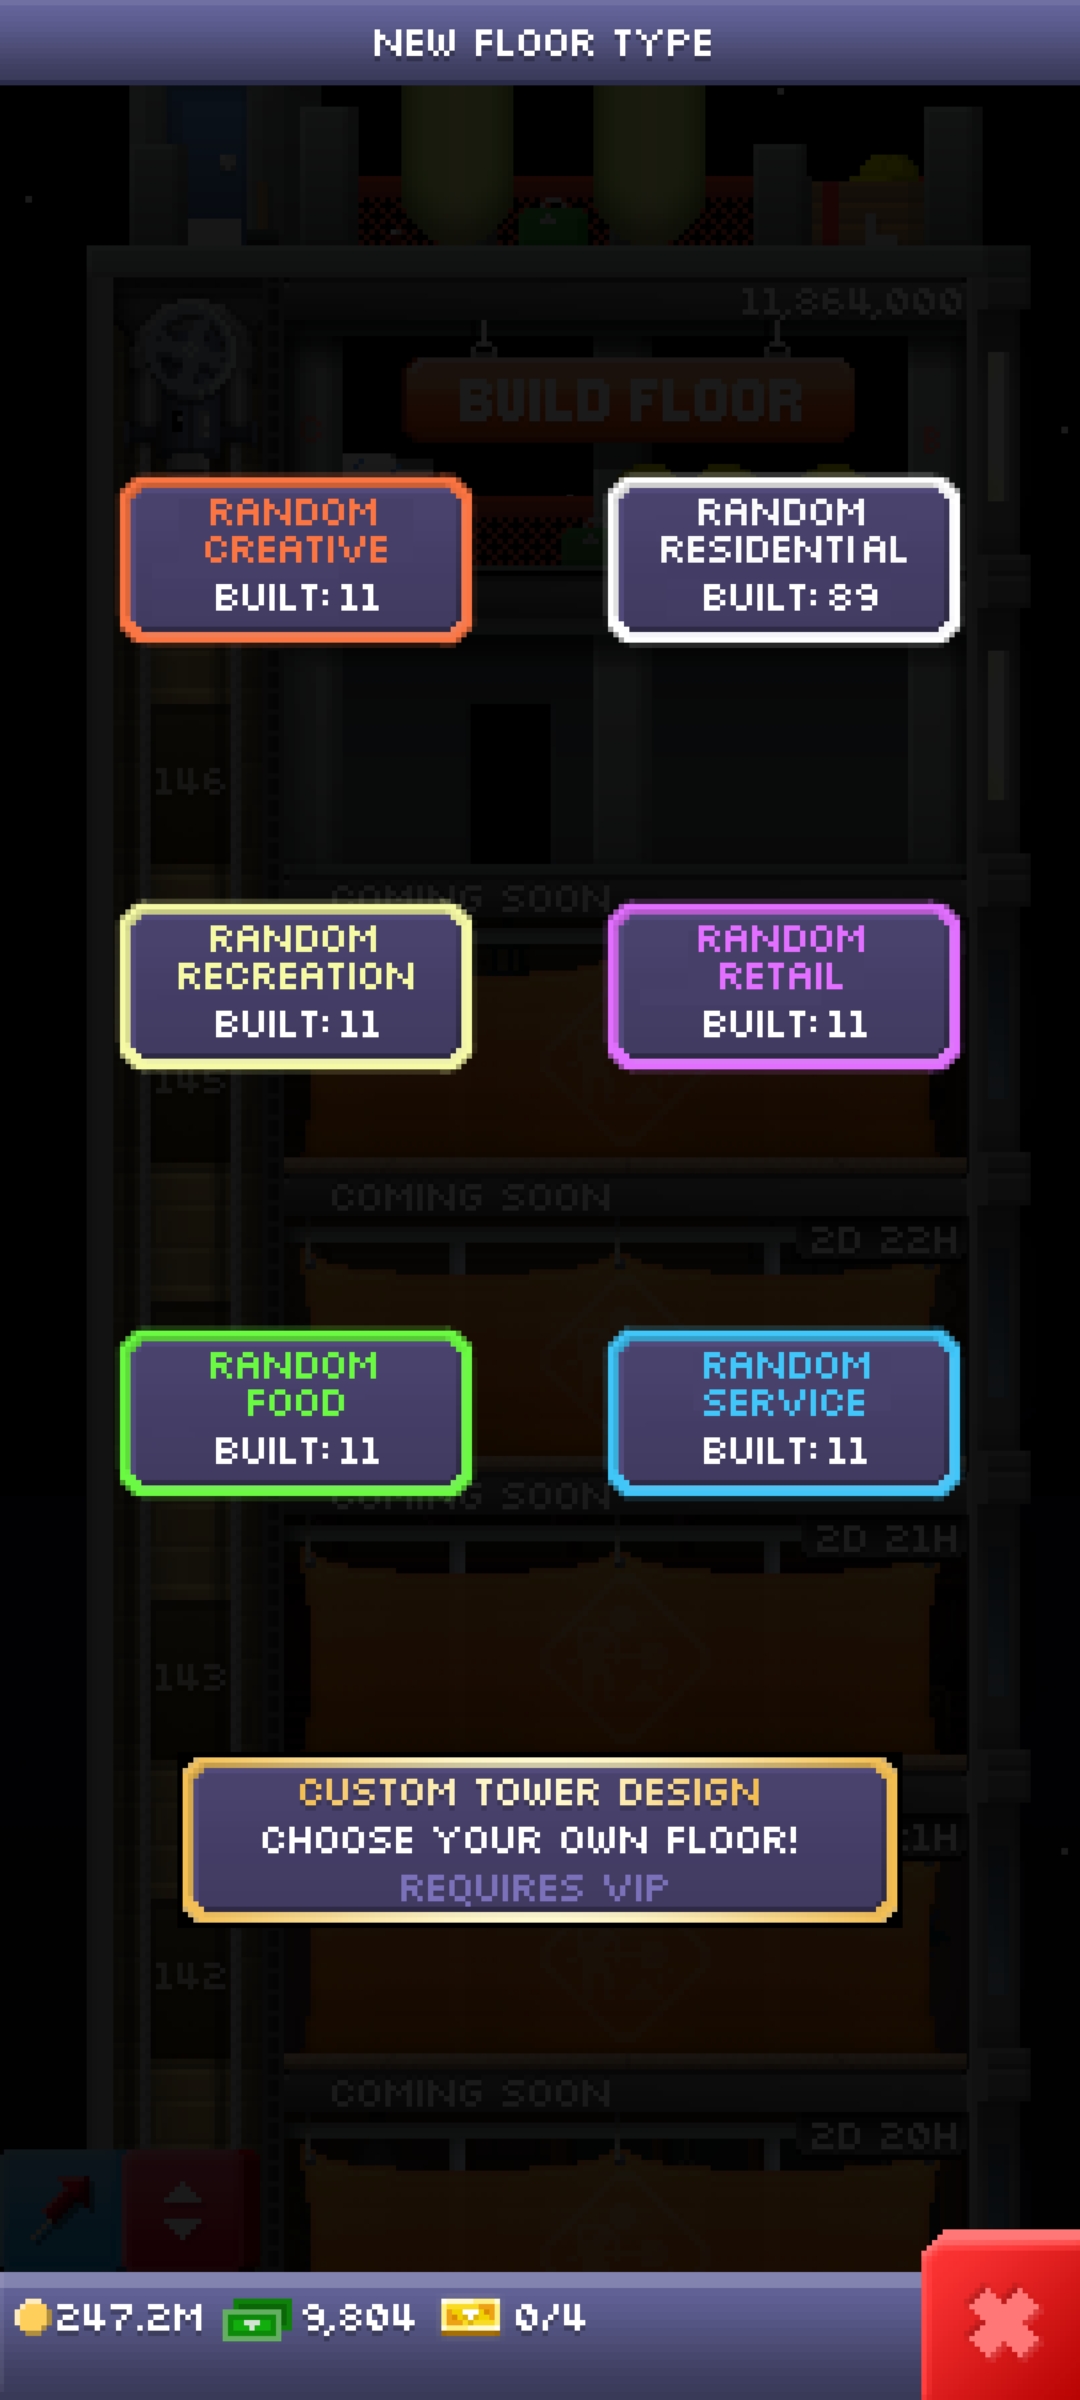 NEW FLOOR TYPE
11,864,000
BUILD FLOOR
RANDOM
CREATIVE
BUILT: 11
RANDOM
RESIDENTIAL
BUILT: 89
146
COMING SOON
RANDOM
RECREATION
BUILT: 11
RANDOM
RETAIL
BUILT: 11
145
COMING SOON
2D 22H
RANDOM
FOOD
BUILT: 11
RANDOM
SERVICE
BUILT: 11
COMING SOON
2D 21H
143
CUSTOM TOWER DESIGN
CHOOSE YOUR OWN FLOOR!
REQUIRES VIP
142
COMING SOON
2D 20H
247.2M 9,804 0/4